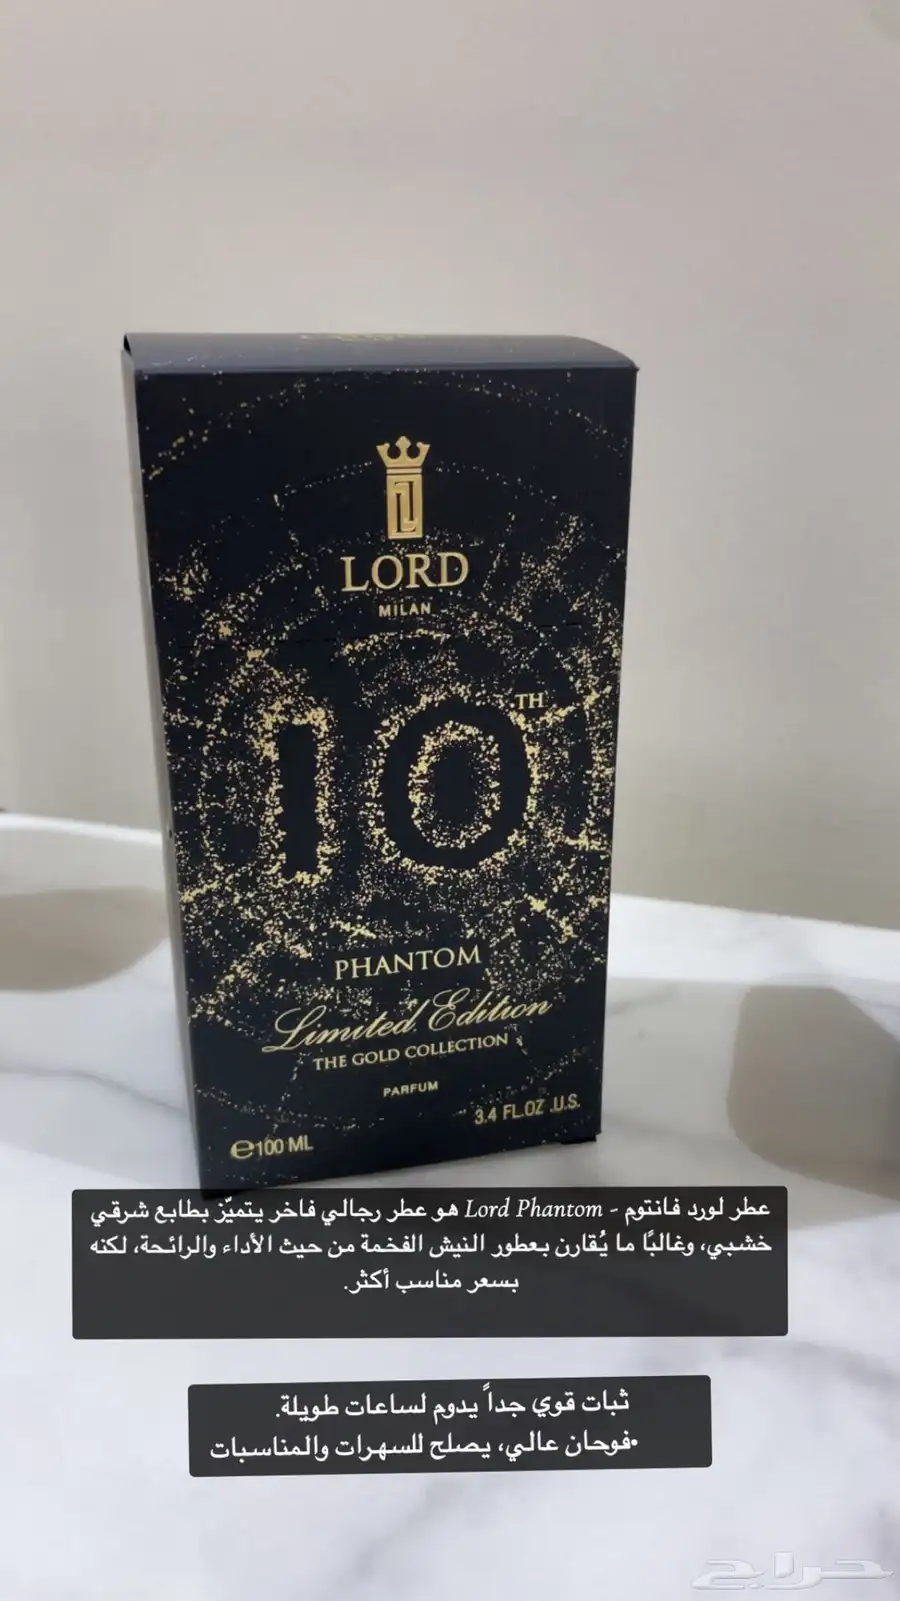 LORD
MILAN
10TH
PHANTOM
Limited Edition
THE GOLD COLLECTION
PARFUM
3.4 FL.OZ .U.S.
e100 ML
عطر لورد فانتوم - Lord Phantom هو عطر رجالي فاخر يتميّز بطابع شرقي
خشبي، وغالبًا ما يُقارن بعطور النيش الفخمة من حيث الأداء والرائحة، لكنه
بسعر مناسب أكثر.
ثبات قوي جداً يدوم لساعات طويلة.
•فوحان عالي، يصلح للسهرات والمناسبات
حراج